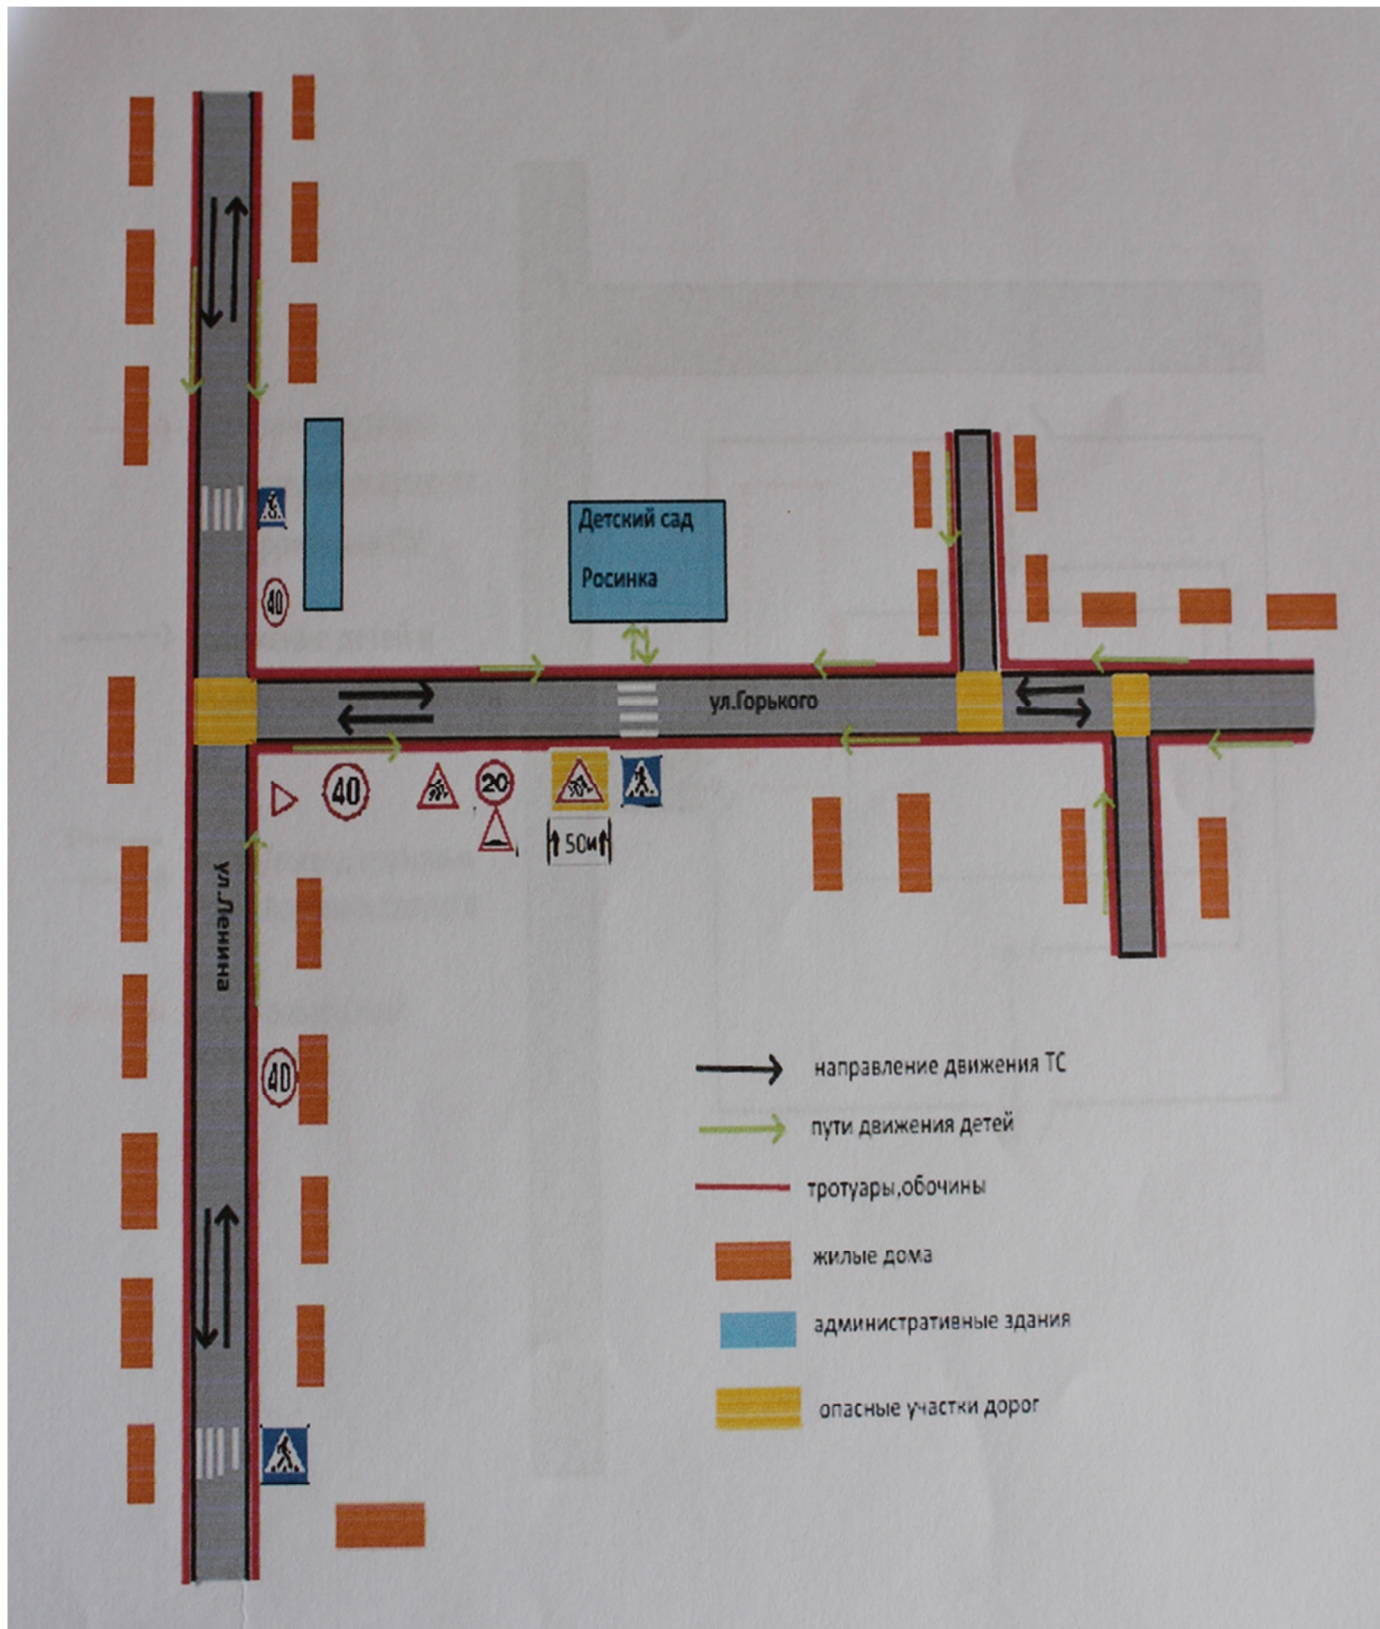 40
Детский сад
Росинка
ул.Горького
40
20
50м
ул.Ленина
40
направление движения ТС
пути движения детей
тротуары,обочины
жилые дома
административные здания
опасные участки дорог